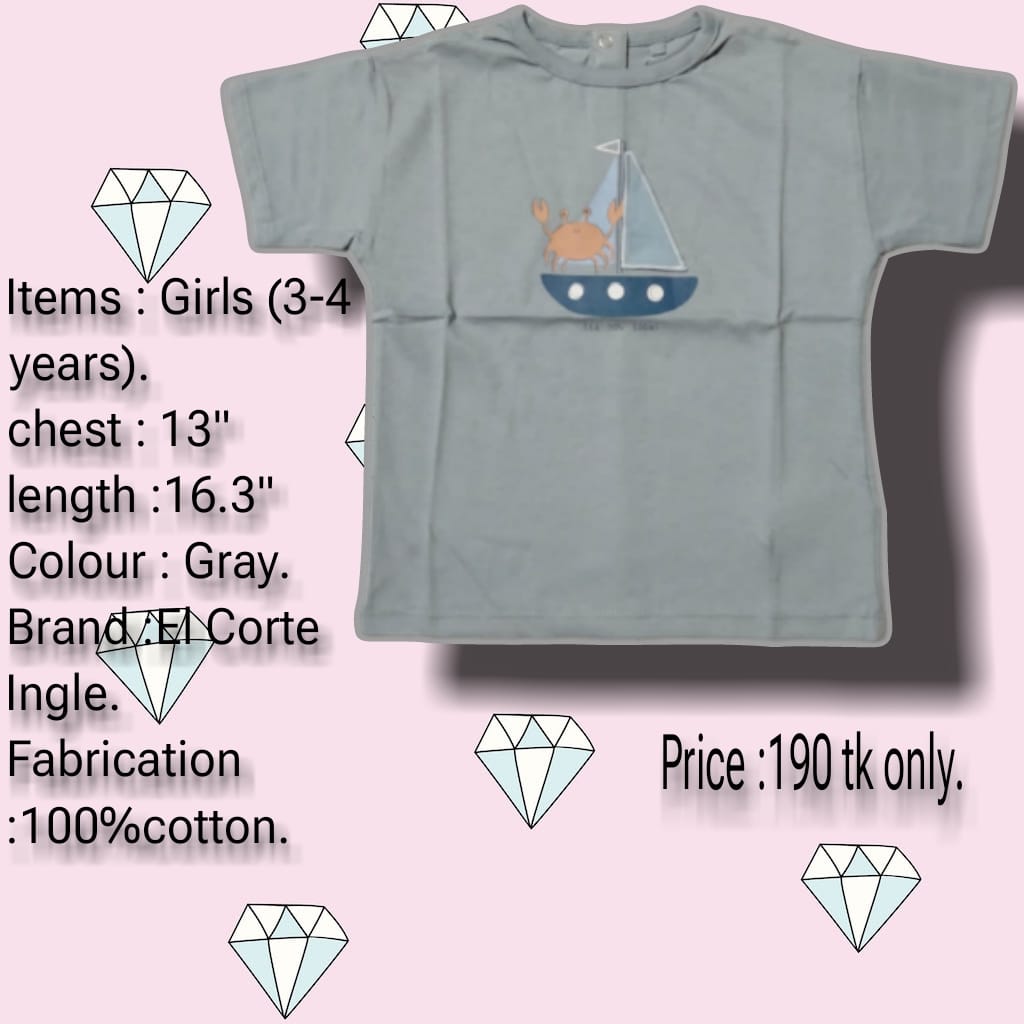 Items : Girls (3-4
years).
chest : 13"
length :16.3"
Colour : Gray.
Brand :El Corte
Ingle.
Fabrication
:100%cotton.
Price :190 tk only.